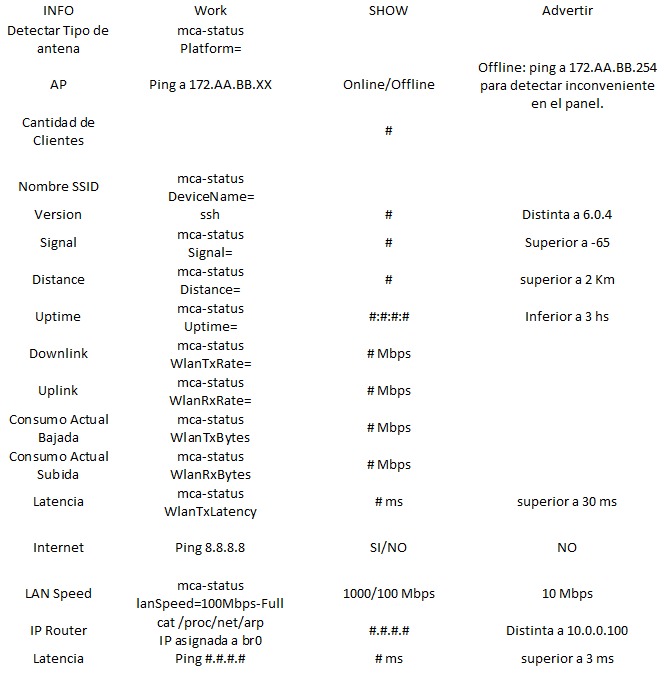 INFO Work SHOW Advertir
Detectar Tipo de antena mca-status Platform=
AP Ping a 172.AA.BB.XX Online/Offline Offline: ping a 172.AA.BB.254 para detectar inconveniente en el panel.
Cantidad de Clientes #
Nombre SSID mca-status DeviceName=
Version ssh # Distinta a 6.0.4
Signal mca-status Signal= # Superior a -65
Distance mca-status Distance= # superior a 2 Km
Uptime mca-status Uptime= #:#:#:# Inferior a 3 hs
Downlink mca-status WlanTxRate= # Mbps
Uplink mca-status WlanRxRate= # Mbps
Consumo Actual Bajada mca-status WlanTxBytes # Mbps
Consumo Actual Subida mca-status WlanRxBytes # Mbps
Latencia mca-status WlanTxLatency # ms superior a 30 ms
Internet Ping 8.8.8.8 SI/NO NO
LAN Speed mca-status lanSpeed=100Mbps-Full 1000/100 Mbps 10 Mbps
IP Router cat /proc/net/arp IP asignada a br0 #.#.#.# Distinta a 10.0.0.100
Latencia Ping #.#.#.# # ms superior a 3 ms